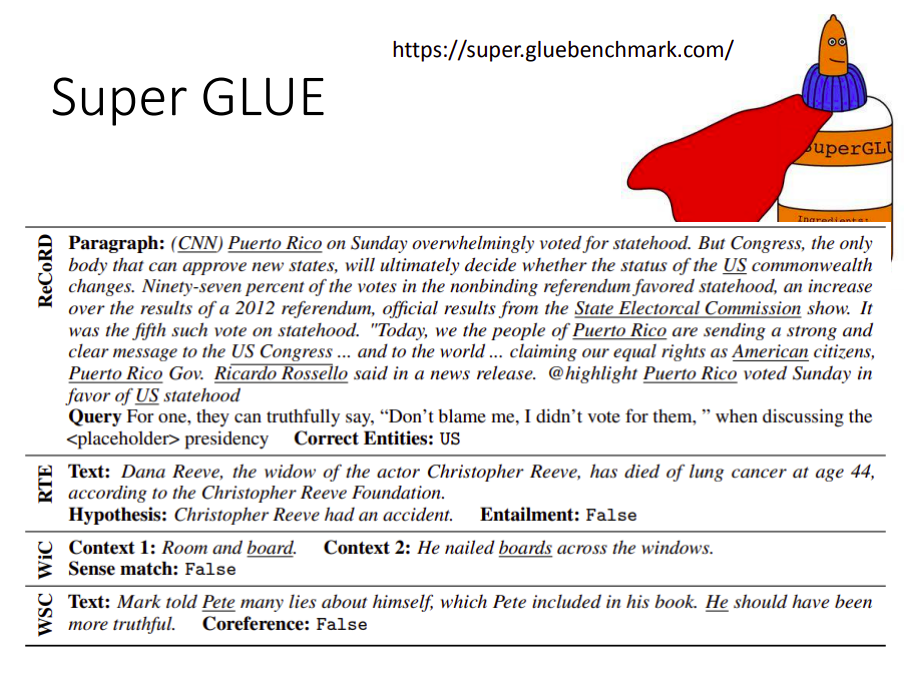 https://super.gluebenchmark.com/
Super GLUE
SuperGLU
Ingredients:
ReCoRD
Paragraph: (CNN) Puerto Rico on Sunday overwhelmingly voted for statehood. But Congress, the only
body that can approve new states, will ultimately decide whether the status of the US commonwealth
changes. Ninety-seven percent of the votes in the nonbinding referendum favored statehood, an increase
over the results of a 2012 referendum, official results from the State Electorcal Commission show. It
was the fifth such vote on statehood. "Today, we the people of Puerto Rico are sending a strong and
clear message to the US Congress ... and to the world ... claiming our equal rights as American citizens,
Puerto Rico Gov. Ricardo Rossello said in a news release. @highlight Puerto Rico voted Sunday in
favor of US statehood
Query For one, they can truthfully say, “Don’t blame me, I didn’t vote for them, ” when discussing the
<placeholder> presidency Correct Entities: US
RTE
Text: Dana Reeve, the widow of the actor Christopher Reeve, has died of lung cancer at age 44,
according to the Christopher Reeve Foundation.
Hypothesis: Christopher Reeve had an accident. Entailment: False
WiC
Context 1: Room and board. Context 2: He nailed boards across the windows.
Sense match: False
WSC
Text: Mark told Pete many lies about himself, which Pete included in his book. He should have been
more truthful. Coreference: False